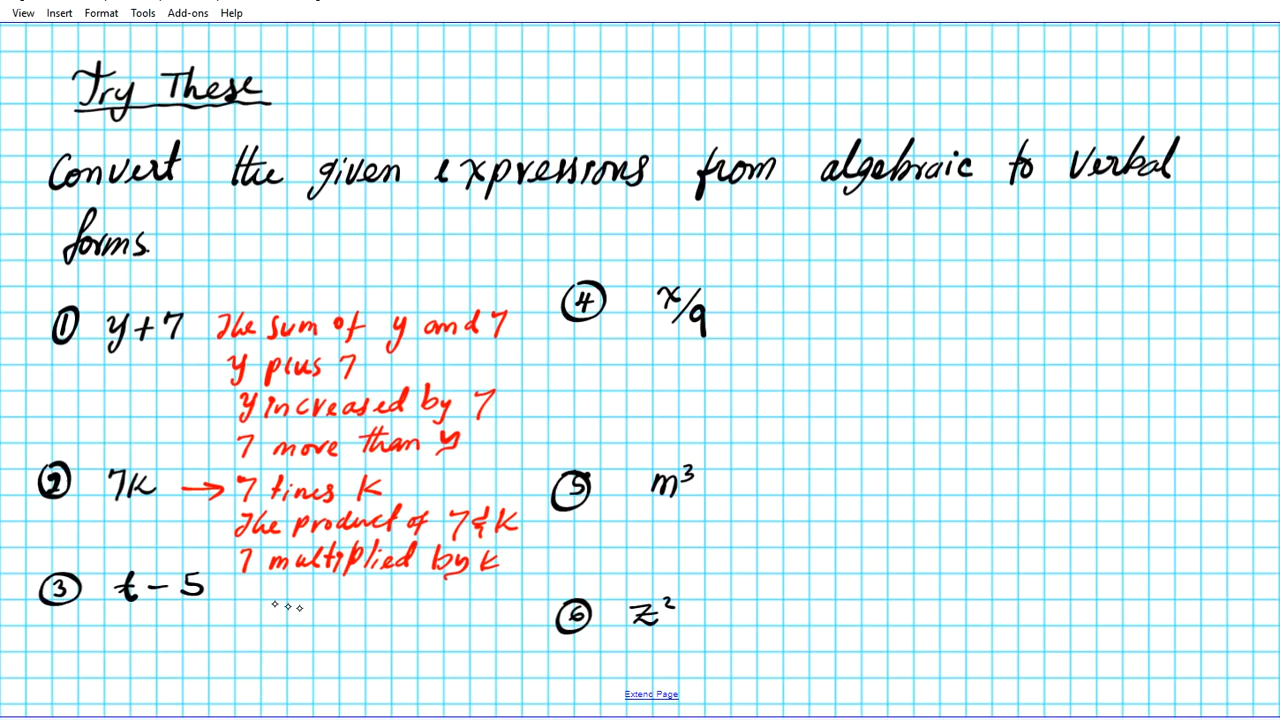 View Insert Format Tools Add-ons Help
Try These
Convert the given expressions from algebraic to verbal
forms.
① y + 7 The sum of y and 7
y plus 7
y increased by 7
7 more than y
② 7k → 7 times k
The product of 7 & k
7 multiplied by k
③ t - 5
④ x/9
⑤ m³
⑥ z²
Extend Page